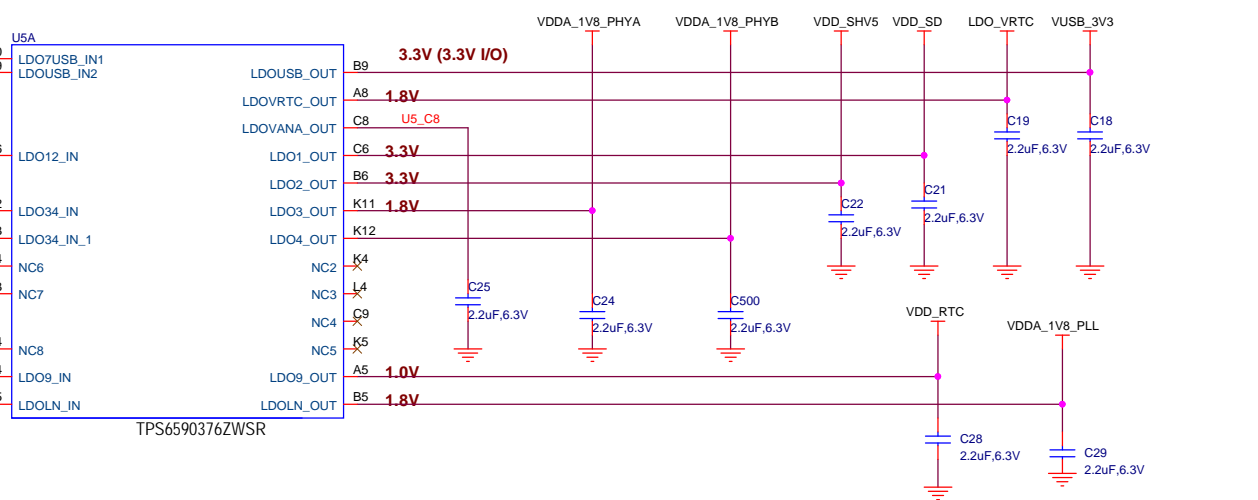 VDDA_1V8_PHYA VDDA_1V8_PHYB VDD_SHV5 VDD_SD LDO_VRTC VUSB_3V3
U5A
3.3V (3.3V I/O)
LDO7USB_IN1
LDOUSB_IN2 LDOUSB_OUT B9
LDOVRTC_OUT A8 1.8V
LDOVANA_OUT C8 U5_C8
C19 C18
2.2uF,6.3V 2.2uF,6.3V
LDO12_IN LDO1_OUT C6 3.3V
LDO2_OUT B6 3.3V
C21
2.2uF,6.3V
C22
2.2uF,6.3V
LDO34_IN LDO3_OUT K11 1.8V
LDO34_IN_1 LDO4_OUT K12
NC6 NC2 K4
NC7 NC3 L4
C25 C24 C500
2.2uF,6.3V 2.2uF,6.3V 2.2uF,6.3V
NC4 C9
VDD_RTC
VDDA_1V8_PLL
NC8 NC5 K5
LDO9_IN LDO9_OUT A5 1.0V
LDOLN_IN LDOLN_OUT B5 1.8V
TPS6590376ZWSR
C28
2.2uF,6.3V
C29
2.2uF,6.3V